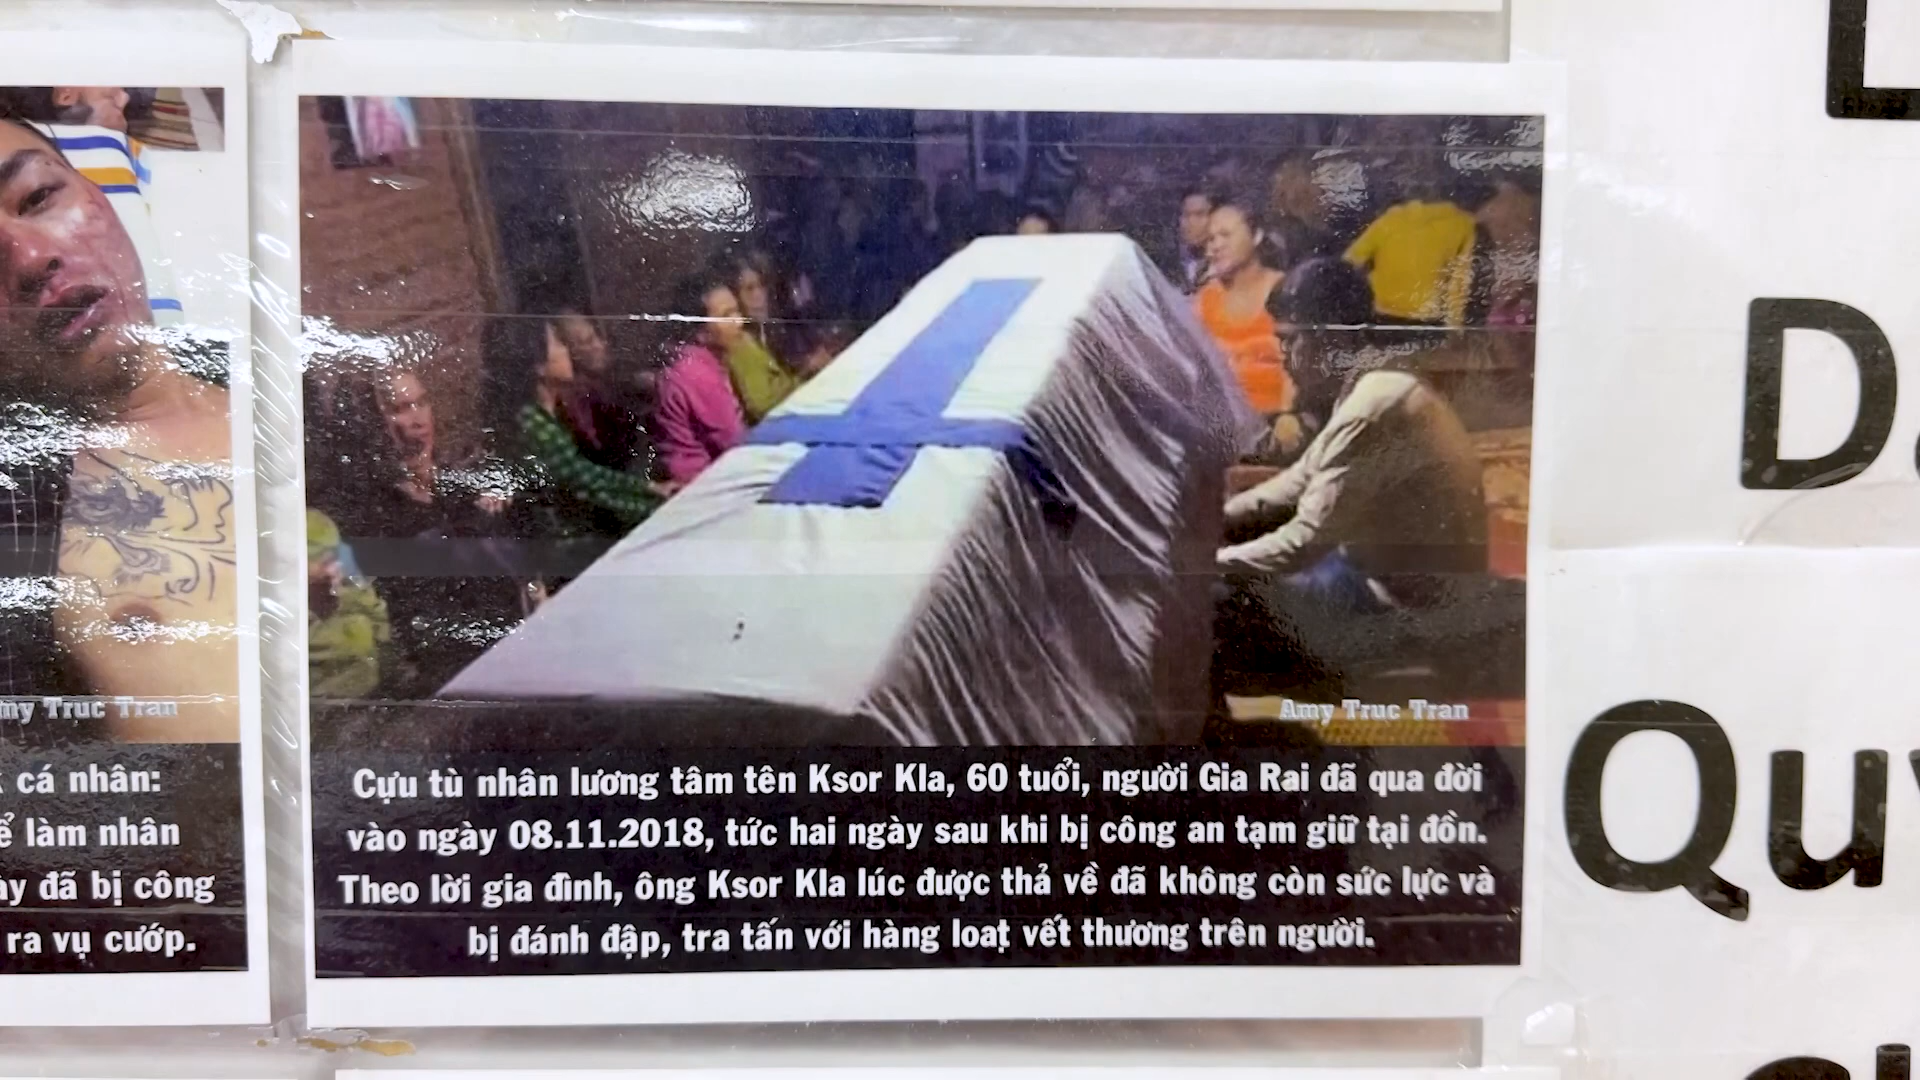 Amy Truc Tran
Cựu tù nhân lương tâm tên Ksor Kla, 60 tuổi, người Gia Rai đã qua đời
vào ngày 08.11.2018, tức hai ngày sau khi bị công an tạm giữ tại đồn.
Theo lời gia đình, ông Ksor Kla lúc được thả về đã không còn sức lực và
bị đánh đập, tra tấn với hàng loạt vết thương trên người.
Truc Tran
cá nhân:
làm nhân
đã bị công
ra vụ cướp.